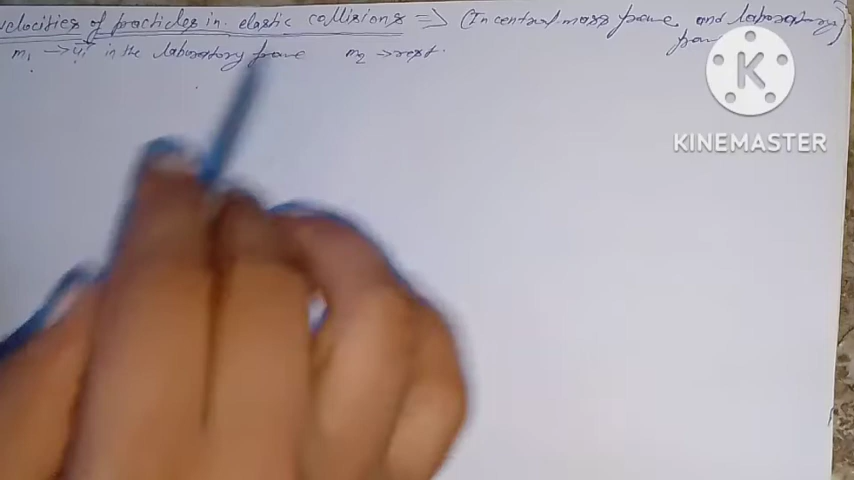 velocities of practicles in elastic collisions ⇒ (In central mass frame and laboratory frame)
m₁ → u₁ in the laboratory frame m₂ → rest.
KINEMASTER